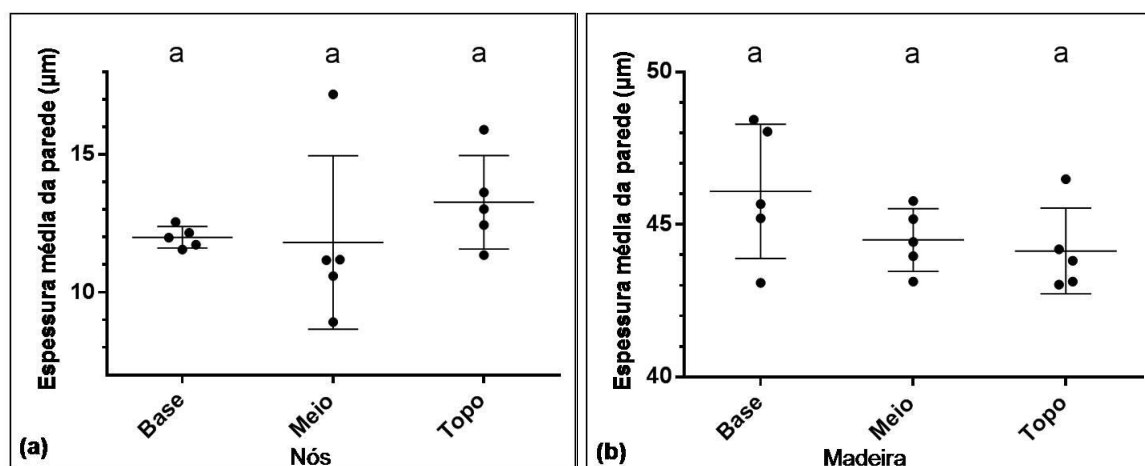 a a a
Espessura média da parede (µm)
15
10
Base Meio Topo
(a)
Nós
a a a
Espessura média da parede (µm)
50
45
40
Base Meio Topo
(b)
Madeira